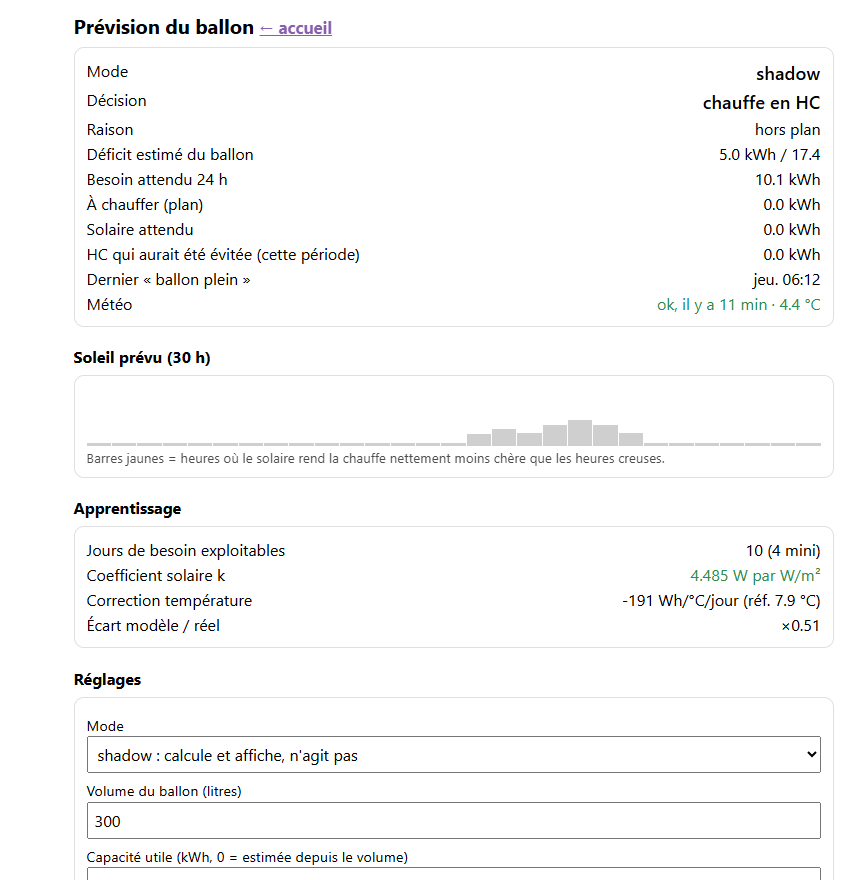 Prévision du ballon ← accueil
Mode shadow
Décision chauffe en HC
Raison hors plan
Déficit estimé du ballon 5.0 kWh / 17.4
Besoin attendu 24 h 10.1 kWh
À chauffer (plan) 0.0 kWh
Solaire attendu 0.0 kWh
HC qui aurait été évitée (cette période) 0.0 kWh
Dernier « ballon plein » jeu. 06:12
Météo ok, il y a 11 min · 4.4 °C
Soleil prévu (30 h)
Barres jaunes = heures où le solaire rend la chauffe nettement moins chère que les heures creuses.
Apprentissage
Jours de besoin exploitables 10 (4 mini)
Coefficient solaire k 4.485 W par W/m²
Correction température -191 Wh/°C/jour (réf. 7.9 °C)
Écart modèle / réel ×0.51
Réglages
Mode
shadow : calcule et affiche, n'agit pas
Volume du ballon (litres)
300
Capacité utile (kWh, 0 = estimée depuis le volume)